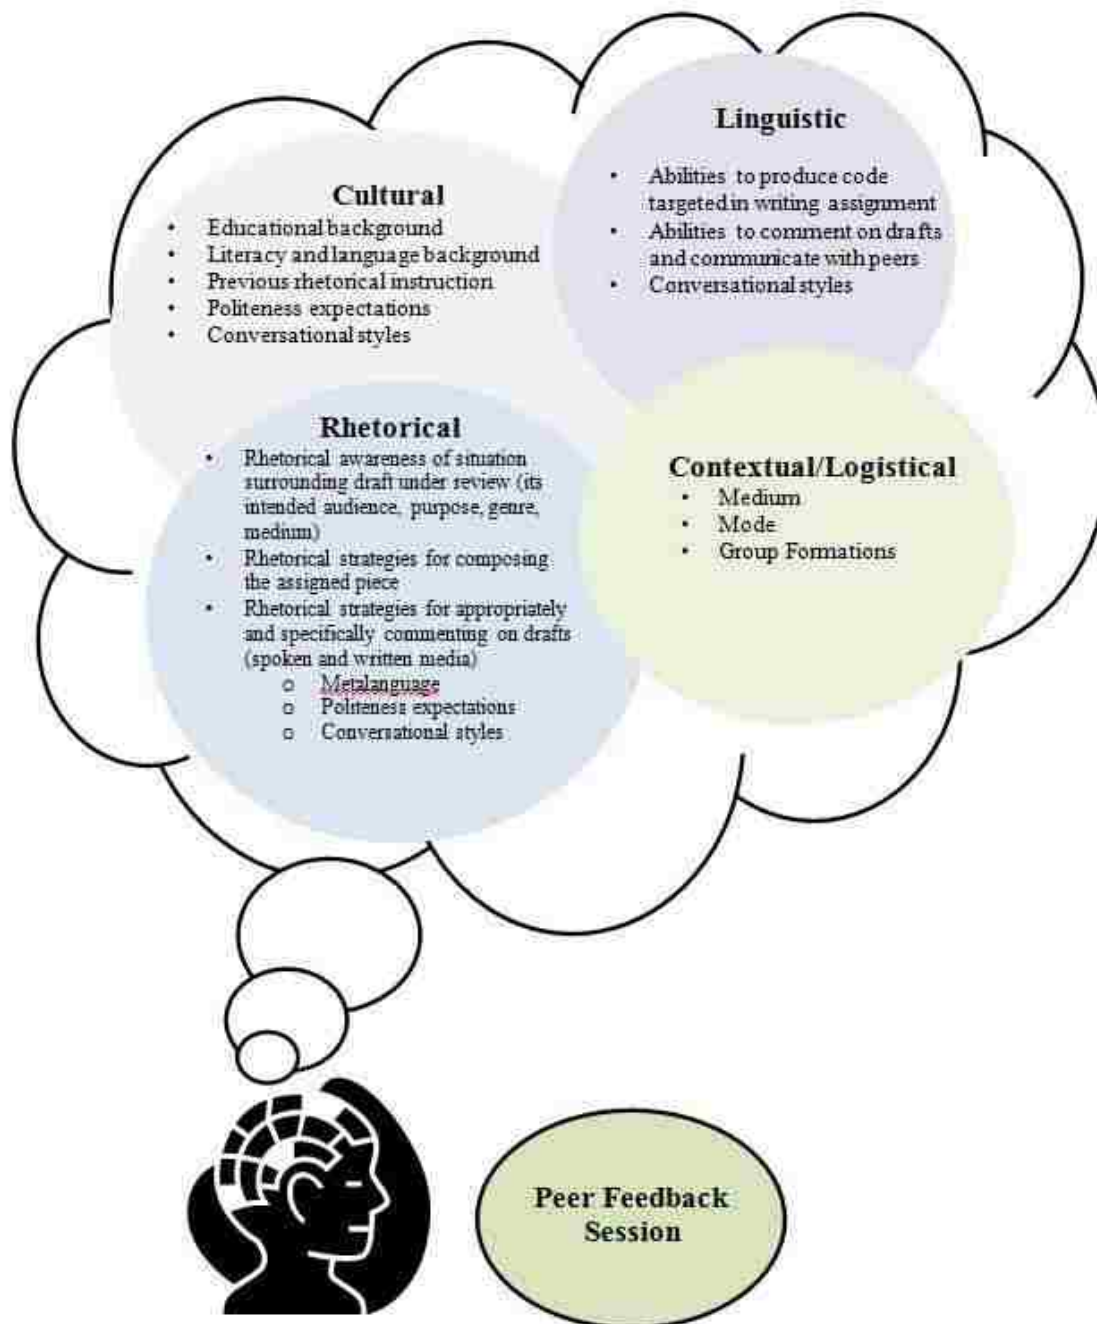 Linguistic
• Abilities to produce code
targeted in writing assignment
• Abilities to comment on drafts
and communicate with peers
• Conversational styles
Cultural
• Educational background
• Literacy and language background
• Previous rhetorical instruction
• Politeness expectations
• Conversational styles
Rhetorical
• Rhetorical awareness of situation
surrounding draft under review (its
intended audience, purpose, genre,
medium)
• Rhetorical strategies for composing
the assigned piece
• Rhetorical strategies for appropriately
and specifically commenting on drafts
(spoken and written media)
o Metalanguage
o Politeness expectations
o Conversational styles
Contextual/Logistical
• Medium
• Mode
• Group Formations
Peer Feedback
Session